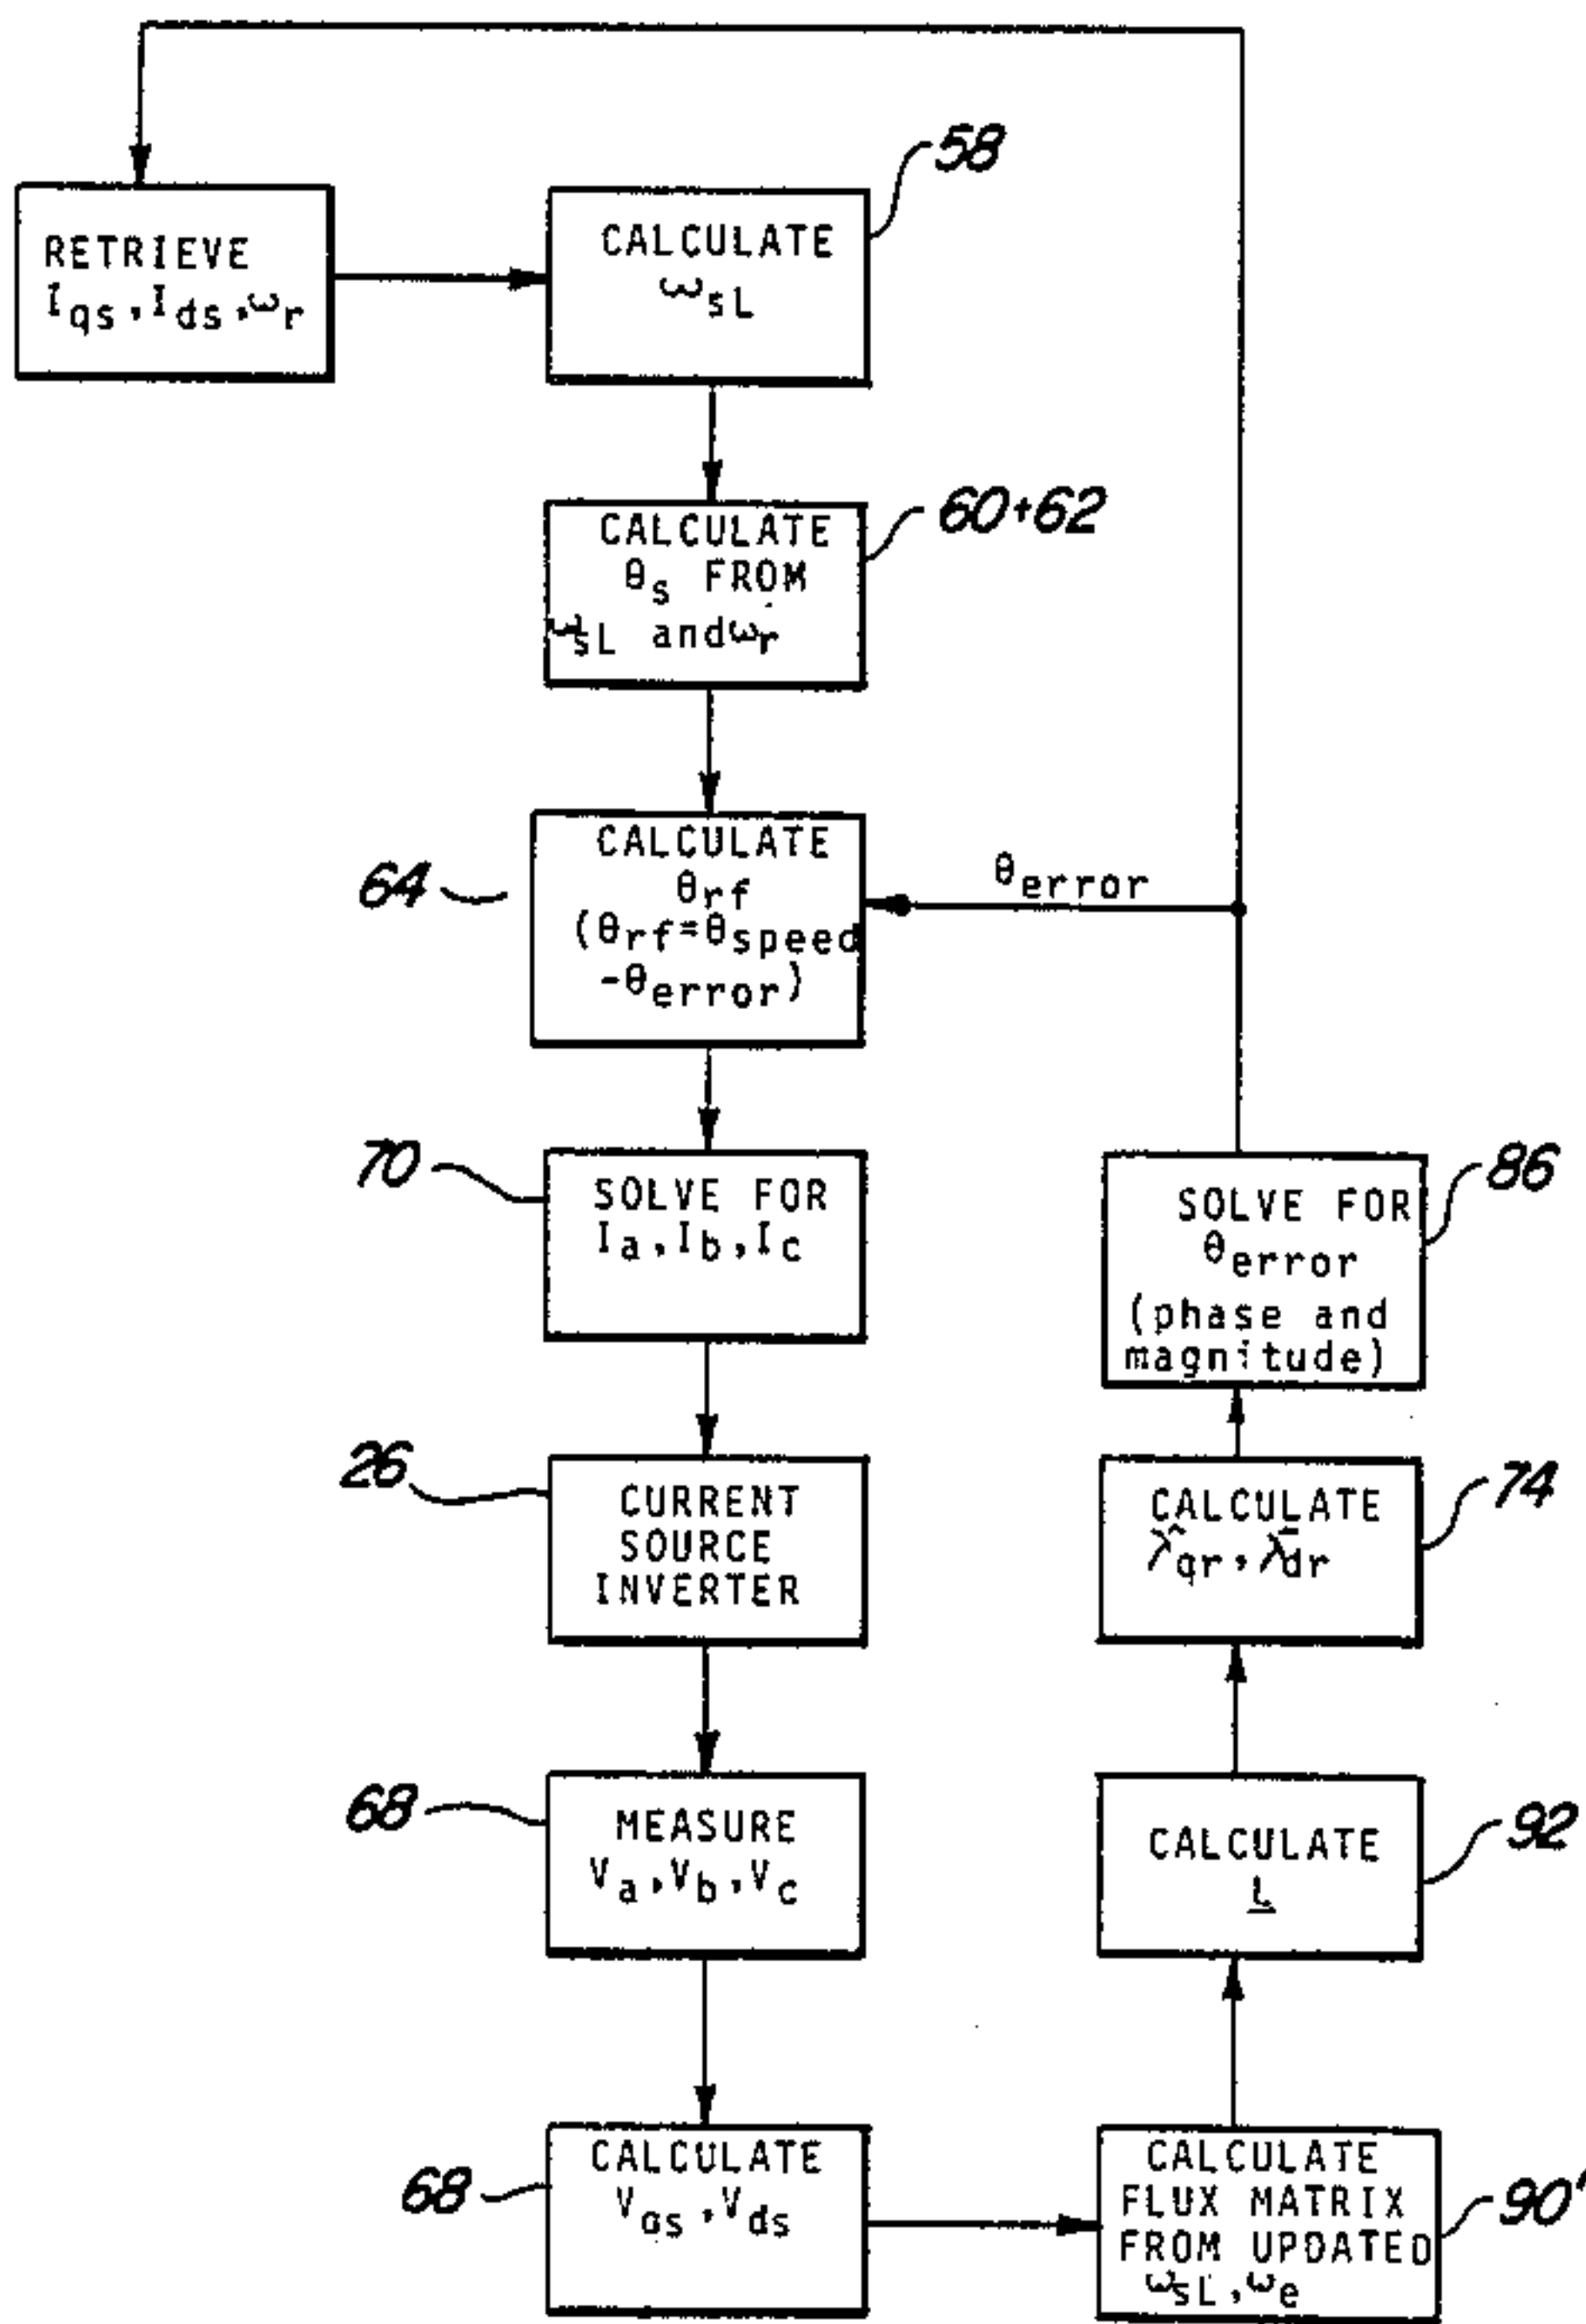 58
RETRIEVE
Iqs,Ids,ωr
CALCULATE
ωsL
60+62
CALCULATE
θs FROM
ωsL and ωr
64
CALCULATE
θrf
(θrf=θspeed
-θerror)
θerror
70
SOLVE FOR
Ia,Ib,Ic
86
SOLVE FOR
θerror
(phase and
magnitude)
26
CURRENT
SOURCE
INVERTER
74
CALCULATE
λ̂qr,λ̂dr
68
MEASURE
Va,Vb,Vc
92
CALCULATE
L
68
CALCULATE
Vqs,Vds
90'
CALCULATE
FLUX MATRIX
FROM UPDATED
ωsL,ωe